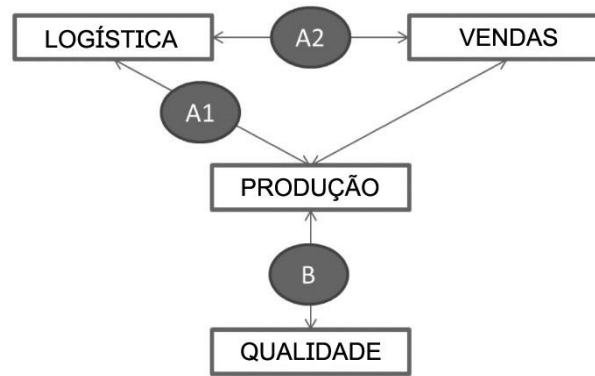 LOGÍSTICA
A2
VENDAS
A1
PRODUÇÃO
B
QUALIDADE